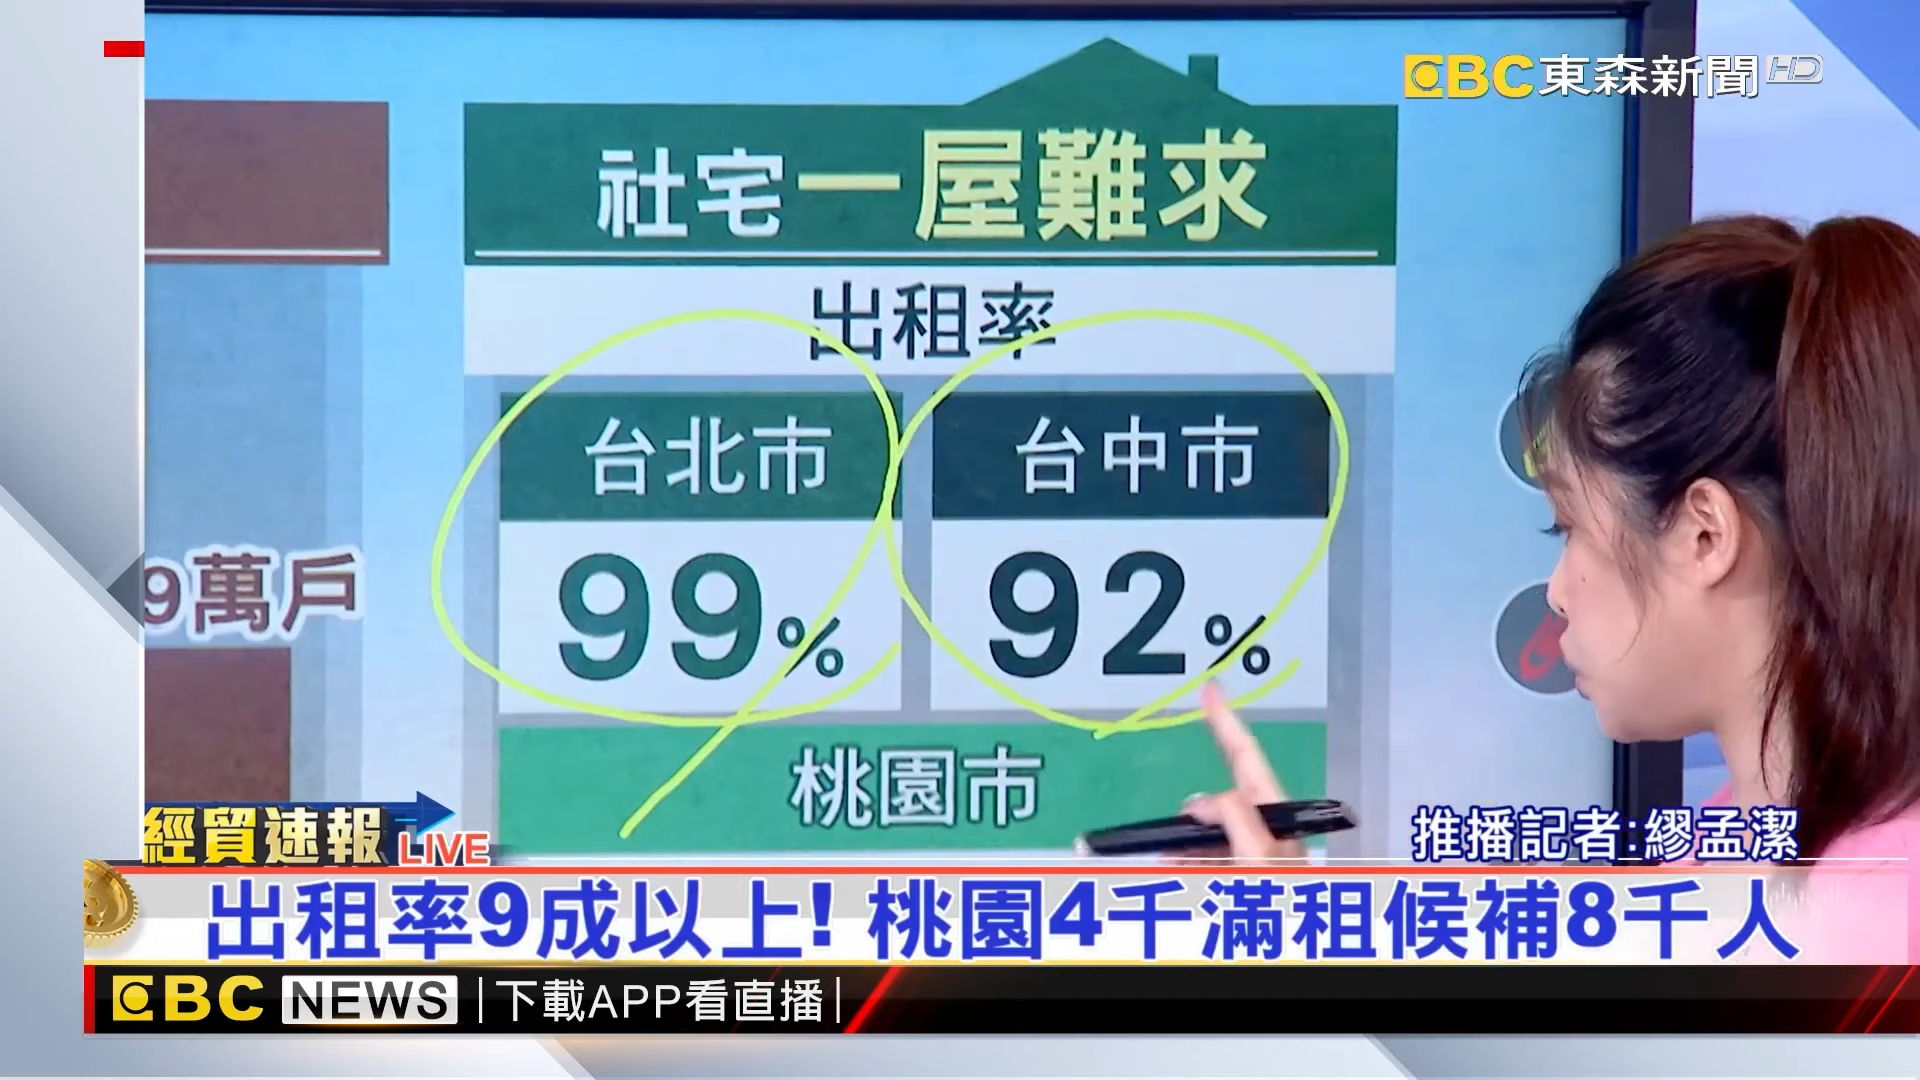 EBC東森新聞HD
社宅一屋難求
出租率
台北市
台中市
99%
92%
9萬戶
桃園市
經貿速報
LIVE
推播記者:繆孟潔
出租率9成以上! 桃園4千滿租候補8千人
EBC NEWS |下載APP看直播|